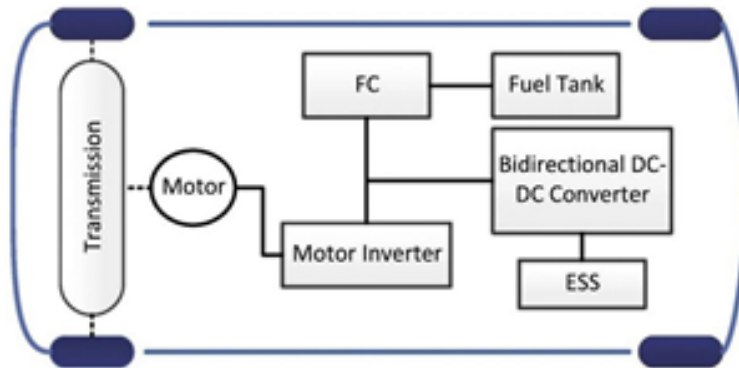 FC
Fuel Tank
Transmission
Motor
Bidirectional DC-
DC Converter
Motor Inverter
ESS